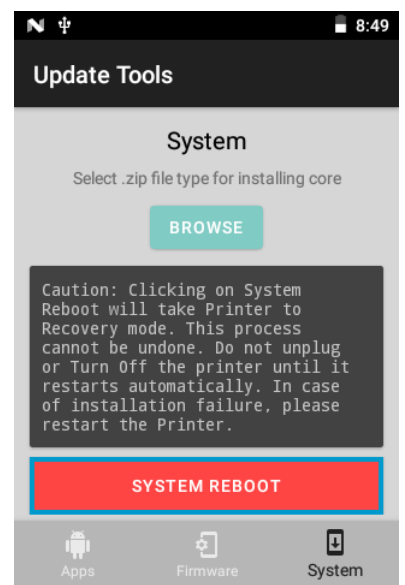 8:49
Update Tools
System
Select .zip file type for installing core
BROWSE
Caution: Clicking on System
Reboot will take Printer to
Recovery mode. This process
cannot be undone. Do not unplug
or Turn Off the printer until it
restarts automatically. In case
of installation failure, please
restart the Printer.
SYSTEM REBOOT
Apps Firmware System